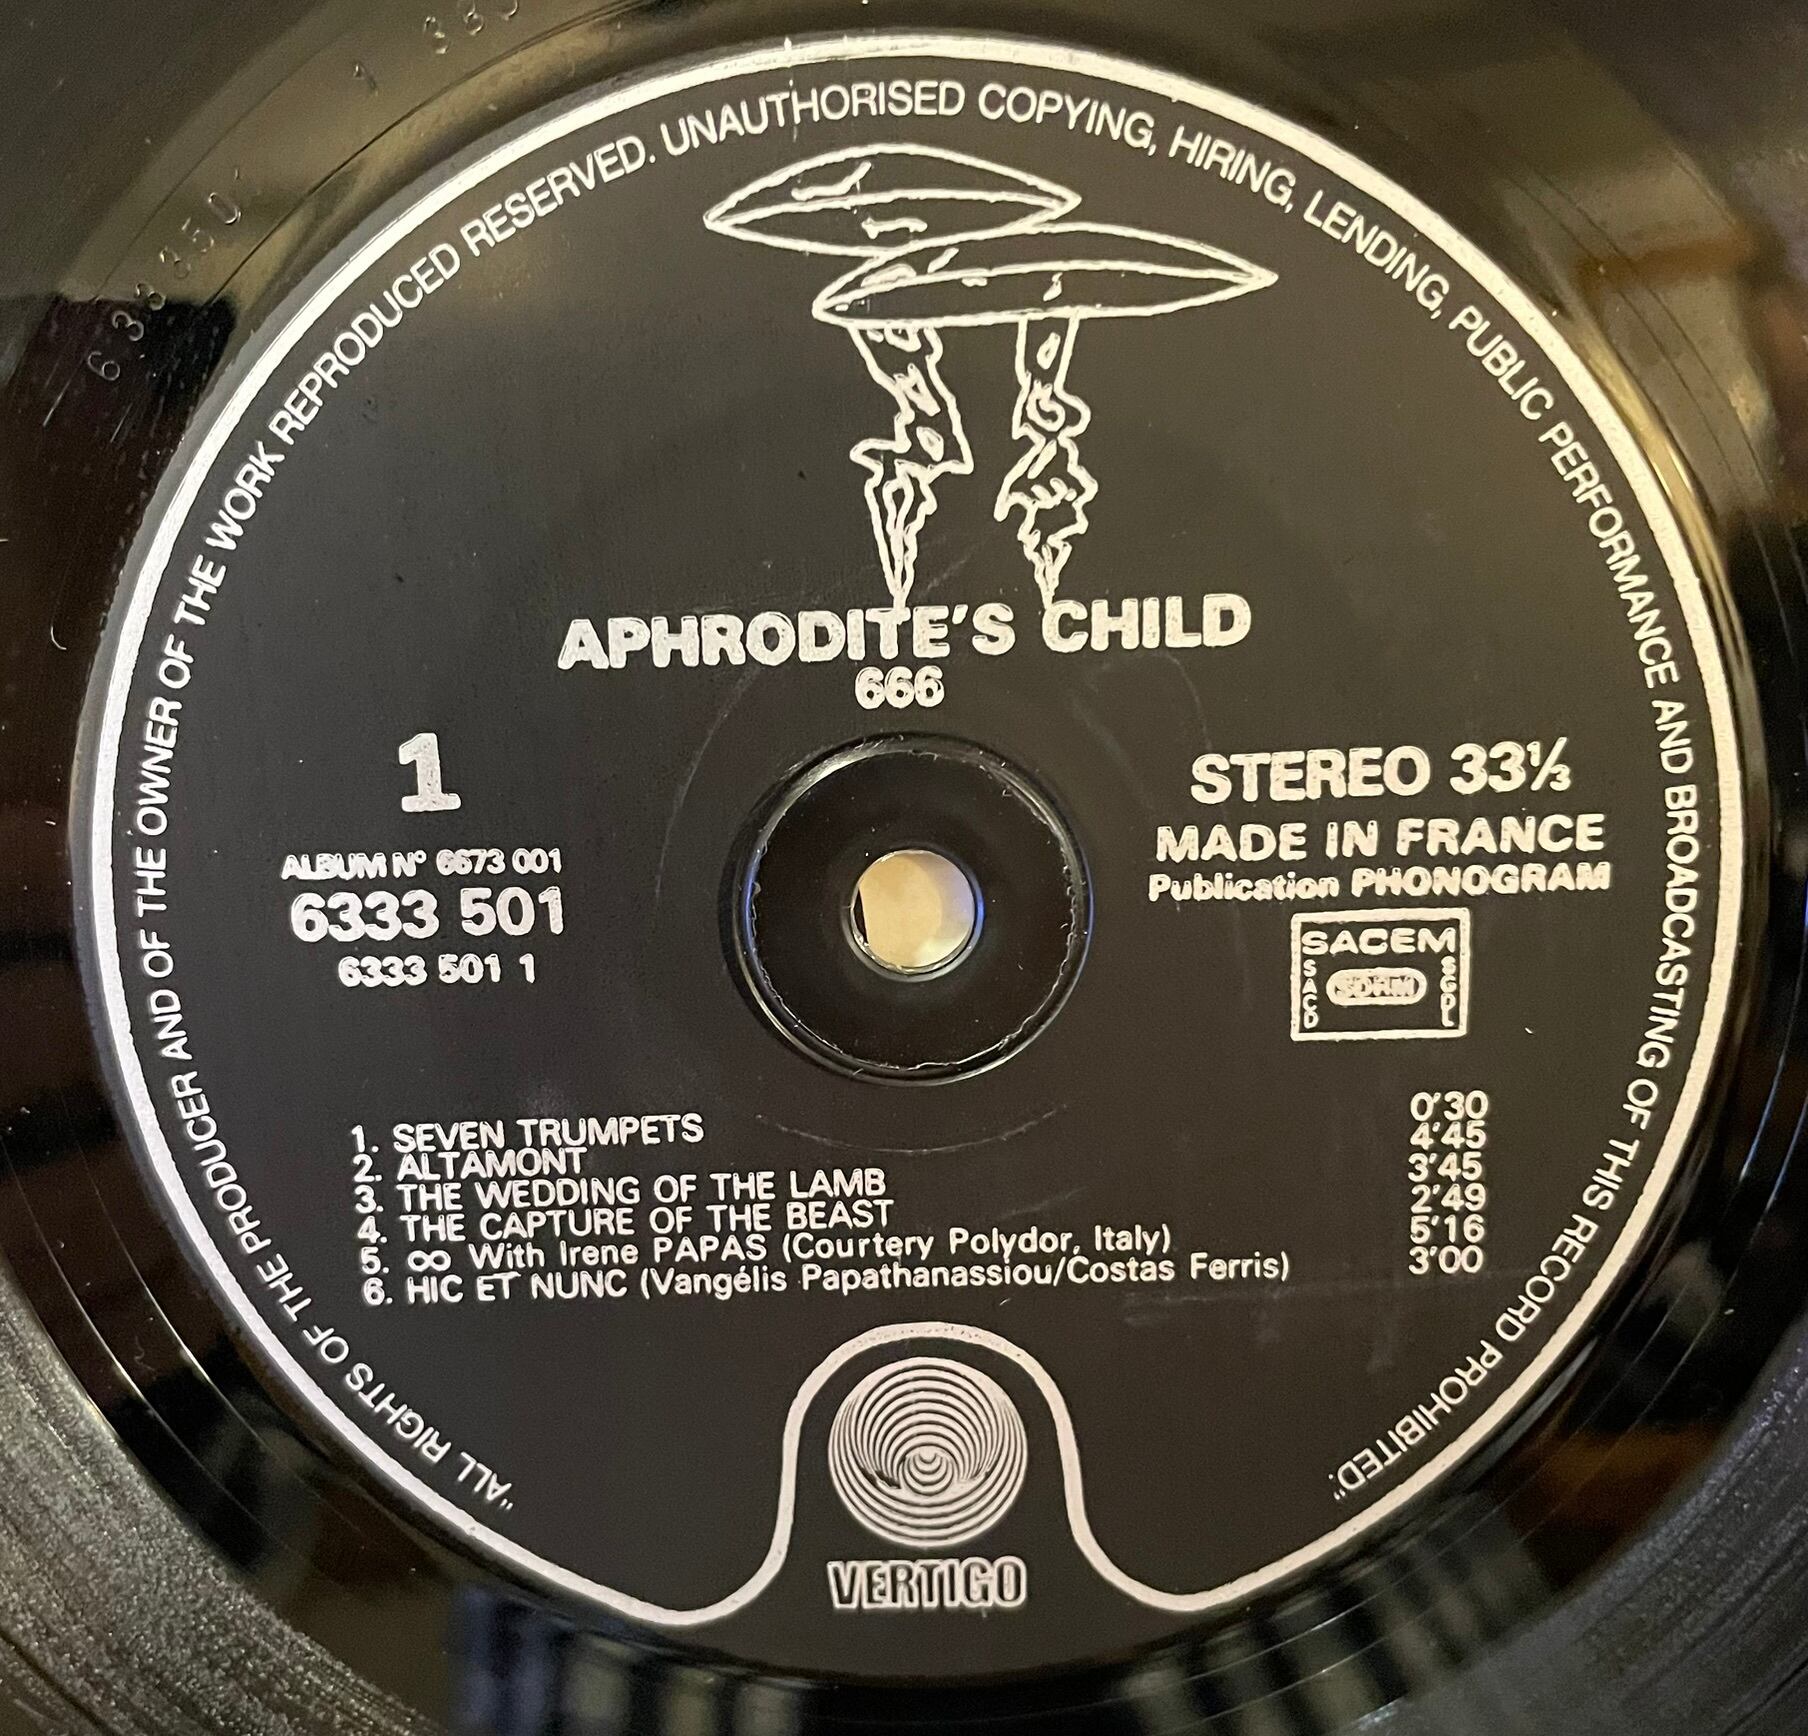 "ALL RIGHTS OF THE PRODUCER AND OF THE OWNER OF THE WORK REPRODUCED RESERVED. UNAUTHORISED COPYING, HIRING, LENDING, PUBLIC PERFORMANCE AND BROADCASTING OF THIS RECORD PROHIBITED."
APHRODITE'S CHILD
666
1
ALBUM N° 6673 001
6333 501
6333 501 1
STEREO 33⅓
MADE IN FRANCE
Publication PHONOGRAM
SACEM
SACD
SDRM
SGDL
1. SEVEN TRUMPETS 0'30
2. ALTAMONT 4'45
3. THE WEDDING OF THE LAMB 3'45
4. THE CAPTURE OF THE BEAST 2'49
5. ∞ With Irene PAPAS (Courtery Polydor, Italy) 5'16
6. HIC ET NUNC (Vangélis Papathanassiou/Costas Ferris) 3'00
VERTIGO